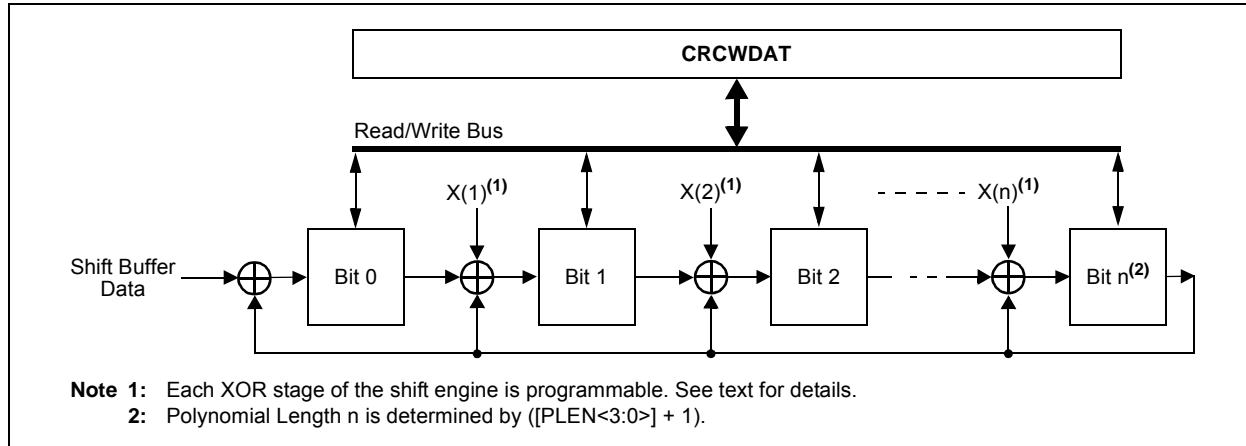 CRCWDAT
Read/Write Bus
X(1)(1)
X(2)(1)
X(n)(1)
Shift Buffer
Data
Bit 0
Bit 1
Bit 2
Bit n(2)
Note 1: Each XOR stage of the shift engine is programmable. See text for details.
2: Polynomial Length n is determined by ([PLEN<3:0>] + 1).